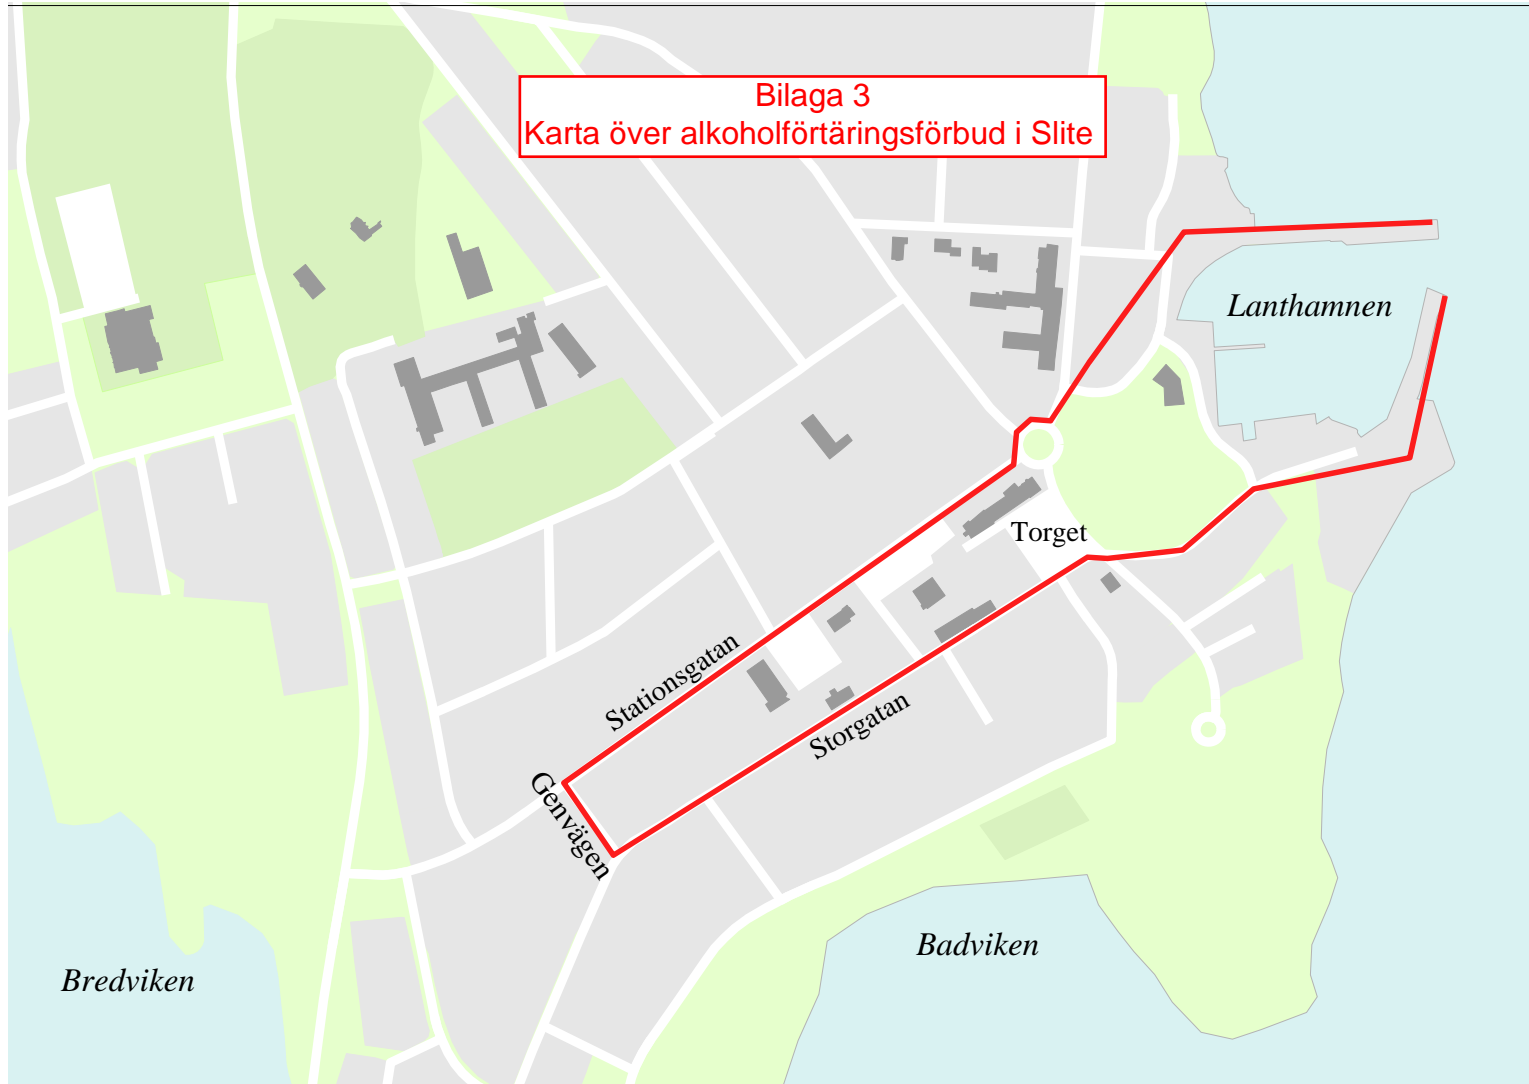 Bilaga 3
Karta över alkoholförtäringsförbud i Slite
Lanthamnen
Torget
Stationsgatan
Storgatan
Genvägen
Badviken
Bredviken